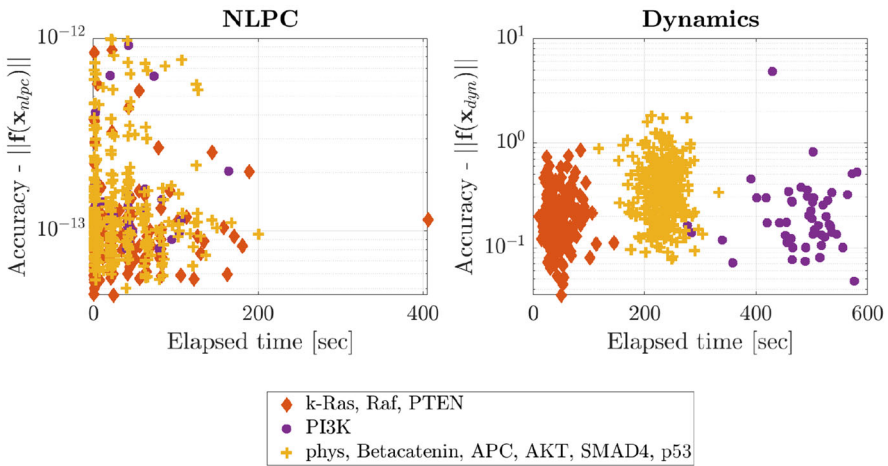 NLPC
Accuracy - ||f(x_nlpc)||
10^-12
10^-13
0
200
400
Elapsed time [sec]
Dynamics
Accuracy - ||f(x_dyn)||
10^1
10^0
10^-1
0
200
400
600
Elapsed time [sec]
k-Ras, Raf, PTEN
PI3K
phys, Betacatenin, APC, AKT, SMAD4, p53